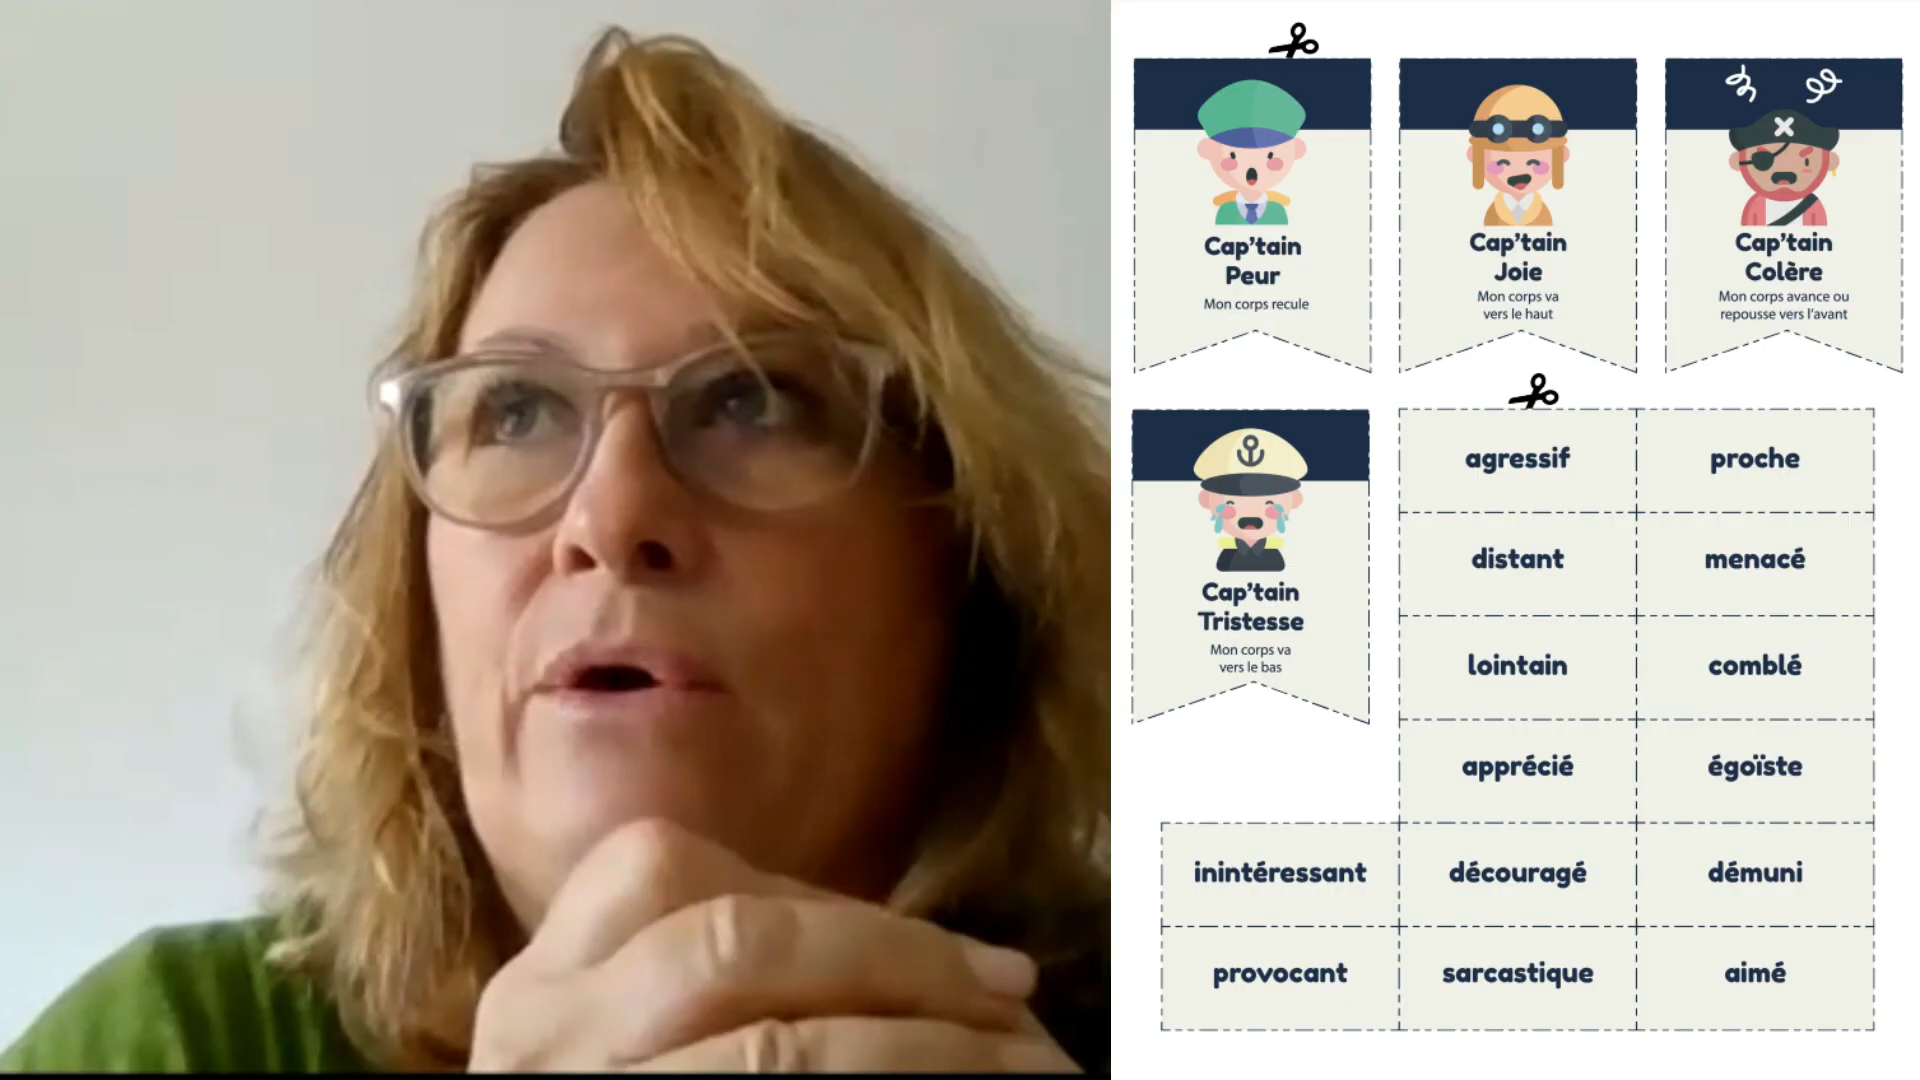 Cap'tain
Peur
Mon corps recule
Cap'tain
Joie
Mon corps va
vers le haut
Cap'tain
Colère
Mon corps avance ou
repousse vers l'avant
Cap'tain
Tristesse
Mon corps va
vers le bas
agressif
proche
distant
menacé
lointain
comblé
apprécié
égoïste
inintéressant
découragé
démuni
provocant
sarcastique
aimé